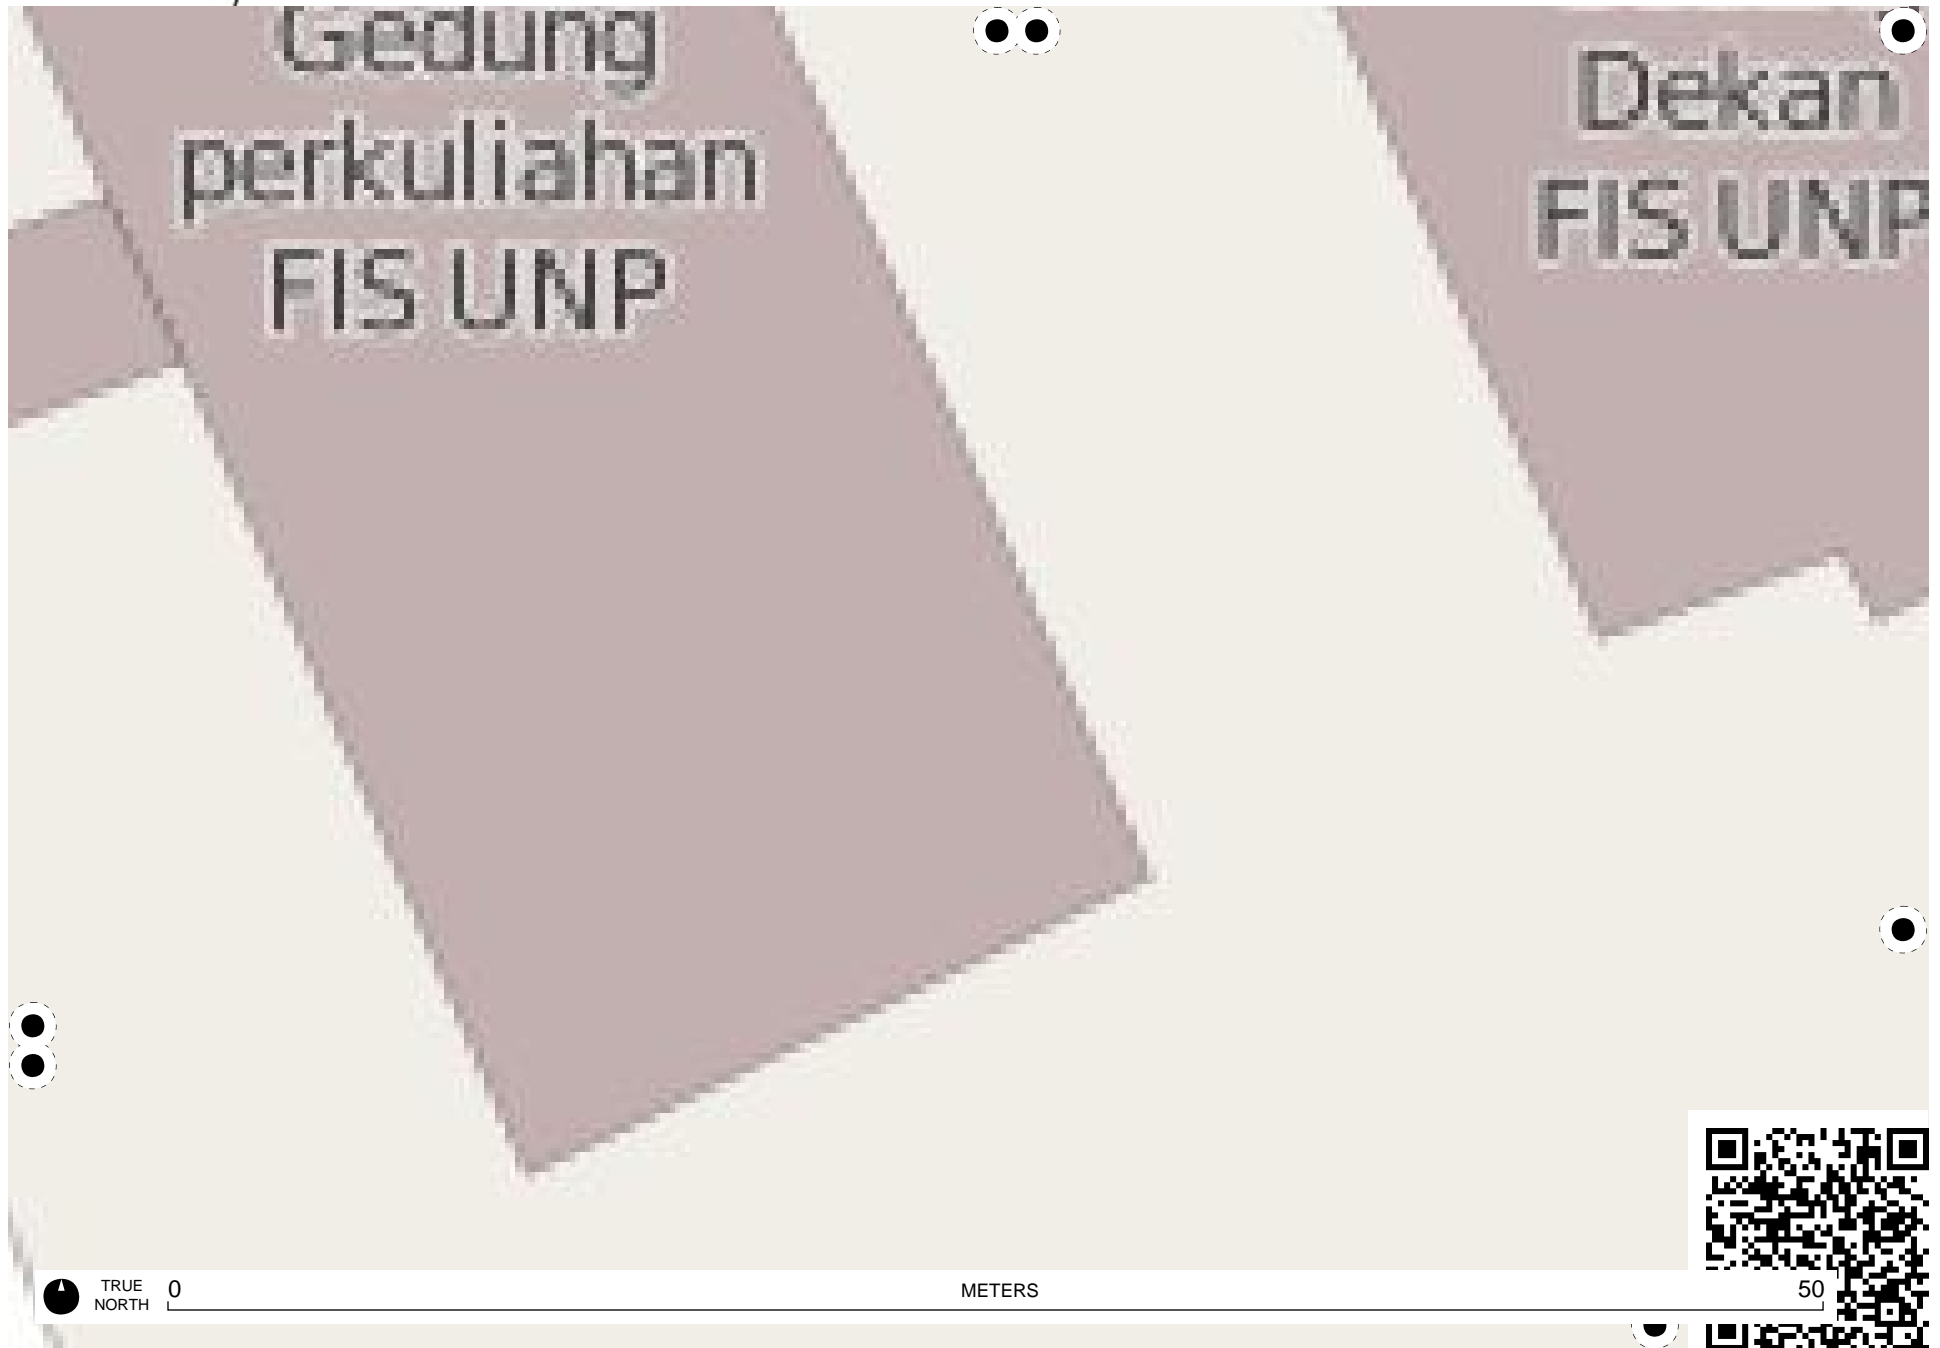 Gedung
perkuliahan
FIS UNP
Dekan
FIS UNP
TRUE
NORTH
0
METERS
50